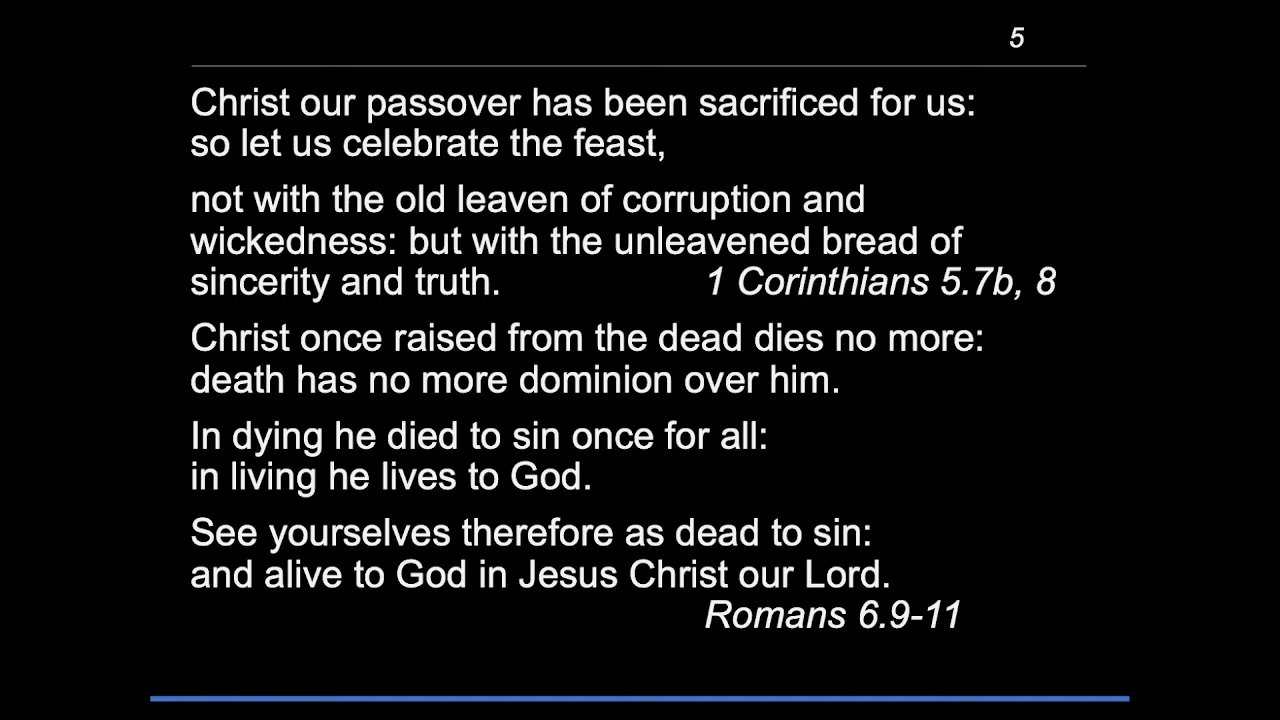 5
Christ our passover has been sacrificed for us:
so let us celebrate the feast,
not with the old leaven of corruption and
wickedness: but with the unleavened bread of
sincerity and truth. 1 Corinthians 5.7b, 8
Christ once raised from the dead dies no more:
death has no more dominion over him.
In dying he died to sin once for all:
in living he lives to God.
See yourselves therefore as dead to sin:
and alive to God in Jesus Christ our Lord.
Romans 6.9-11